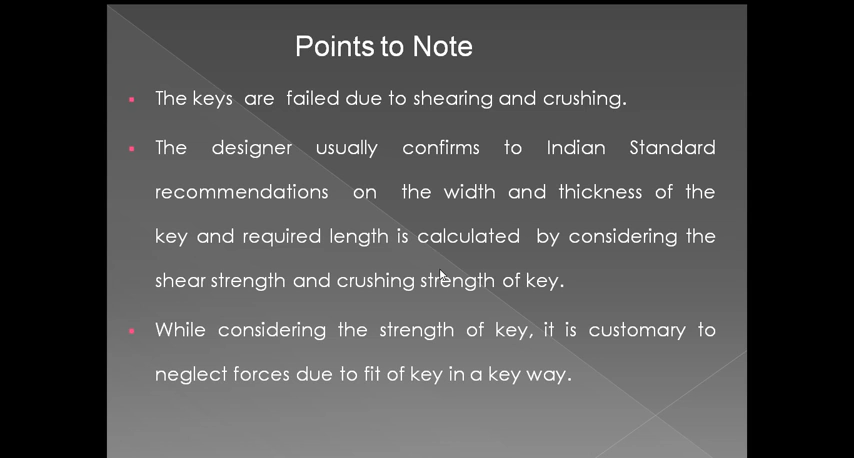 Points to Note
The keys are failed due to shearing and crushing.
The designer usually confirms to Indian Standard
recommendations on the width and thickness of the
key and required length is calculated by considering the
shear strength and crushing strength of key.
While considering the strength of key, it is customary to
neglect forces due to fit of key in a key way.